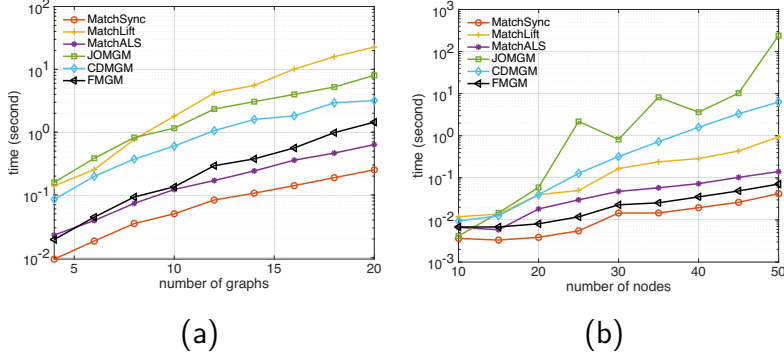 10^2
10^1
10^0
10^-1
10^-2
time (second)
MatchSync
MatchLift
MatchALS
JOMGM
CDMGM
FMGM
5 10 15 20
number of graphs
(a)
10^3
10^2
10^1
10^0
10^-1
10^-2
10^-3
time (second)
MatchSync
MatchLift
MatchALS
JOMGM
CDMGM
FMGM
10 20 30 40 50
number of nodes
(b)